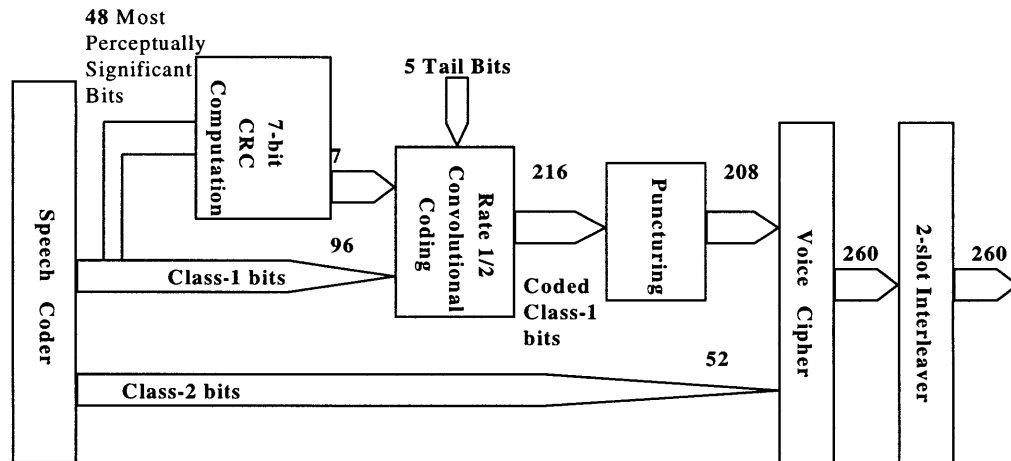 48 Most
Perceptually
Significant
Bits
5 Tail Bits
7-bit
CRC
Computation
7
Rate 1/2
Convolutional
Coding
216
Puncturing
208
96
Class-1 bits
Coded
Class-1
bits
Speech Coder
Voice Cipher
260
2-slot Interleaver
260
52
Class-2 bits